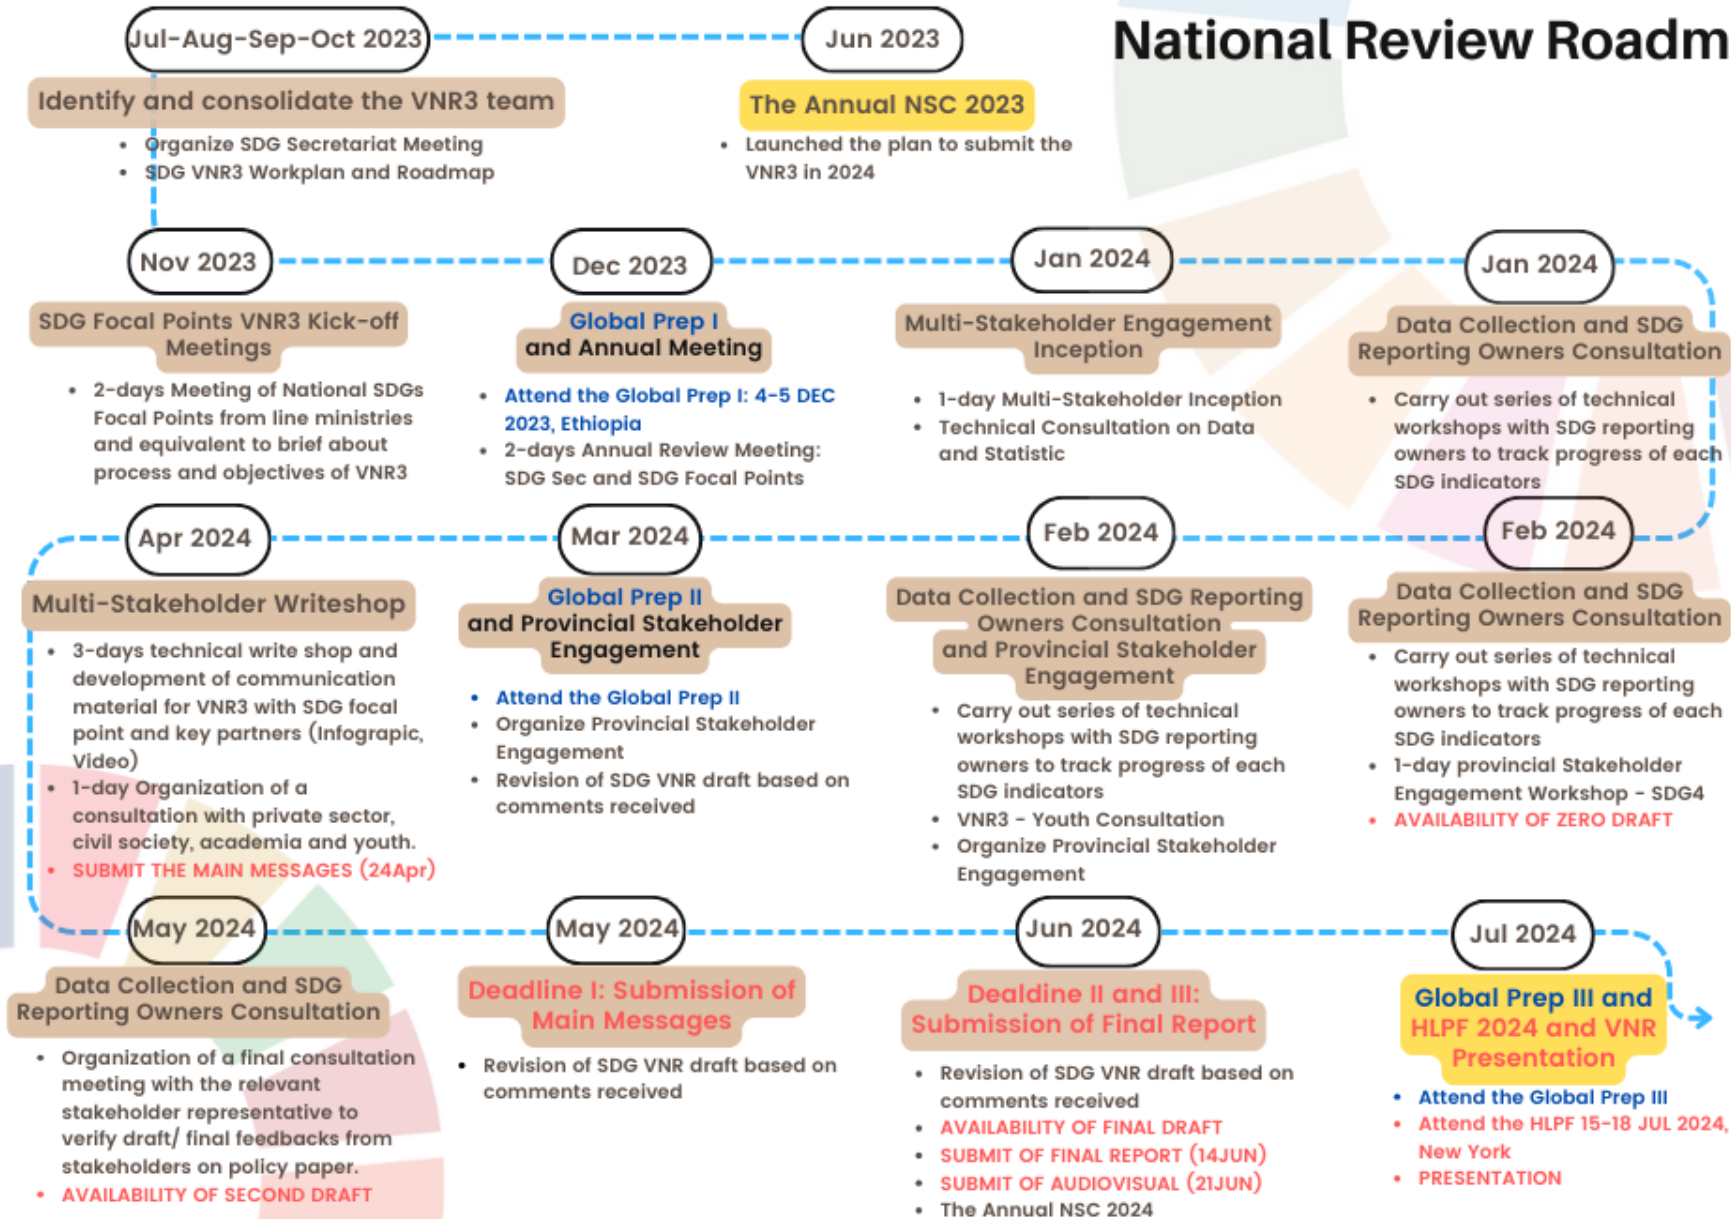 National Review Roadm
Jul-Aug-Sep-Oct 2023
Identify and consolidate the VNR3 team
• Organize SDG Secretariat Meeting
• SDG VNR3 Workplan and Roadmap
Jun 2023
The Annual NSC 2023
• Launched the plan to submit the
VNR3 in 2024
Nov 2023
SDG Focal Points VNR3 Kick-off
Meetings
• 2-days Meeting of National SDGs
Focal Points from line ministries
and equivalent to brief about
process and objectives of VNR3
Dec 2023
Global Prep I
and Annual Meeting
• Attend the Global Prep I: 4-5 DEC
2023, Ethiopia
• 2-days Annual Review Meeting:
SDG Sec and SDG Focal Points
Jan 2024
Multi-Stakeholder Engagement
Inception
• 1-day Multi-Stakeholder Inception
• Technical Consultation on Data
and Statistic
Jan 2024
Data Collection and SDG
Reporting Owners Consultation
• Carry out series of technical
workshops with SDG reporting
owners to track progress of each
SDG indicators
Apr 2024
Multi-Stakeholder Writeshop
• 3-days technical write shop and
development of communication
material for VNR3 with SDG focal
point and key partners (Infograpic,
Video)
• 1-day Organization of a
consultation with private sector,
civil society, academia and youth.
• SUBMIT THE MAIN MESSAGES (24Apr)
Mar 2024
Global Prep II
and Provincial Stakeholder
Engagement
• Attend the Global Prep II
• Organize Provincial Stakeholder
Engagement
• Revision of SDG VNR draft based on
comments received
Feb 2024
Data Collection and SDG Reporting
Owners Consultation
and Provincial Stakeholder
Engagement
• Carry out series of technical
workshops with SDG reporting
owners to track progress of each
SDG indicators
• VNR3 - Youth Consultation
• Organize Provincial Stakeholder
Engagement
Feb 2024
Data Collection and SDG
Reporting Owners Consultation
• Carry out series of technical
workshops with SDG reporting
owners to track progress of each
SDG indicators
• 1-day provincial Stakeholder
Engagement Workshop - SDG4
• AVAILABILITY OF ZERO DRAFT
May 2024
Data Collection and SDG
Reporting Owners Consultation
• Organization of a final consultation
meeting with the relevant
stakeholder representative to
verify draft/ final feedbacks from
stakeholders on policy paper.
• AVAILABILITY OF SECOND DRAFT
May 2024
Deadline I: Submission of
Main Messages
• Revision of SDG VNR draft based on
comments received
Jun 2024
Dealdine II and III:
Submission of Final Report
• Revision of SDG VNR draft based on
comments received
• AVAILABILITY OF FINAL DRAFT
• SUBMIT OF FINAL REPORT (14JUN)
• SUBMIT OF AUDIOVISUAL (21JUN)
• The Annual NSC 2024
Jul 2024
Global Prep III and
HLPF 2024 and VNR
Presentation
• Attend the Global Prep III
• Attend the HLPF 15-18 JUL 2024,
New York
• PRESENTATION